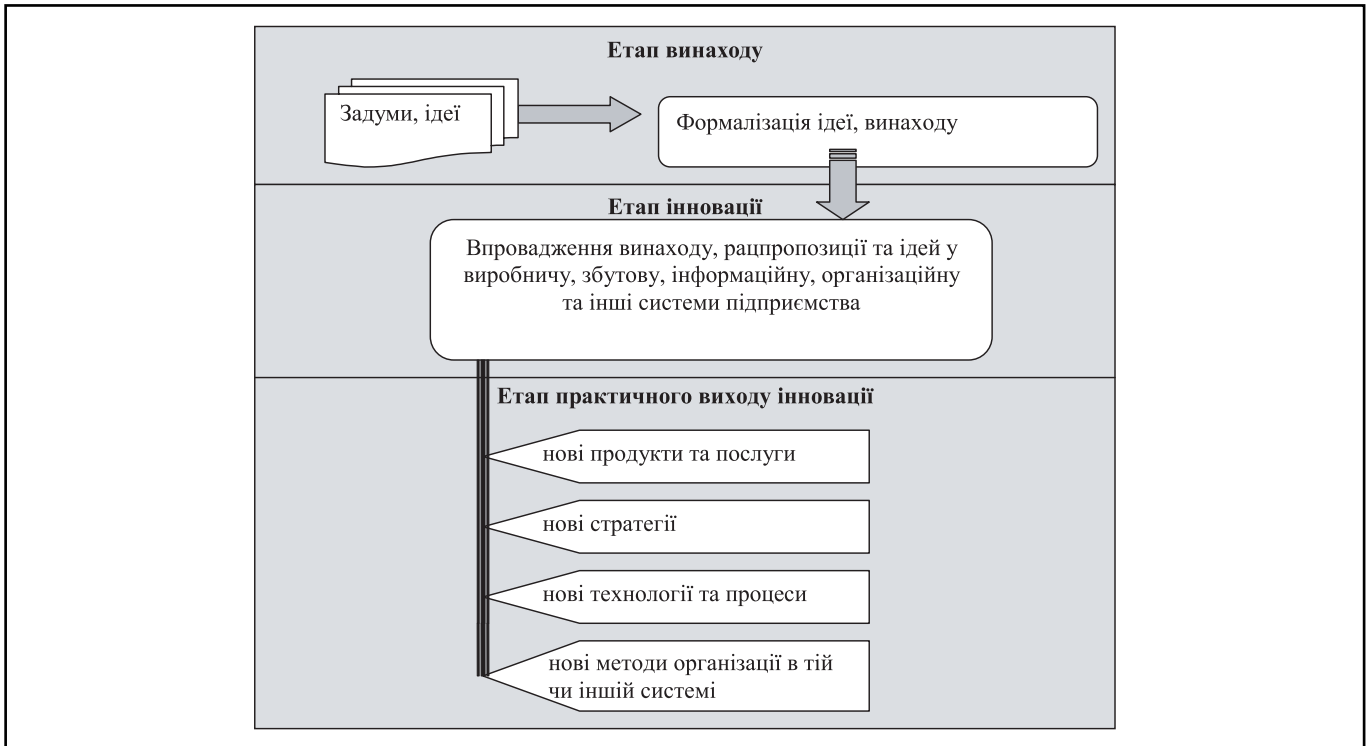 Етап винаходу
Задуми, ідеї
Формалізація ідеї, винаходу
Етап інновації
Впровадження винаходу, рацпропозиції та ідей у
виробничу, збутову, інформаційну, організаційну
та інші системи підприємства
Етап практичного виходу інновації
нові продукти та послуги
нові стратегії
нові технології та процеси
нові методи організації в тій
чи іншій системі